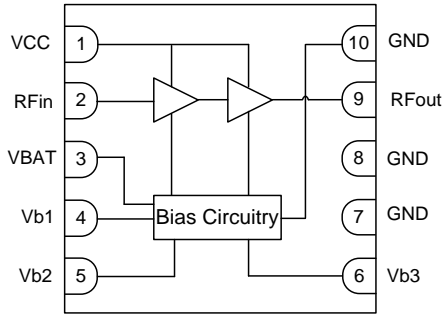 VCC 1 10 GND
RFin 2 9 RFout
VBAT 3 8 GND
Vb1 4 Bias Circuitry 7 GND
Vb2 5 6 Vb3